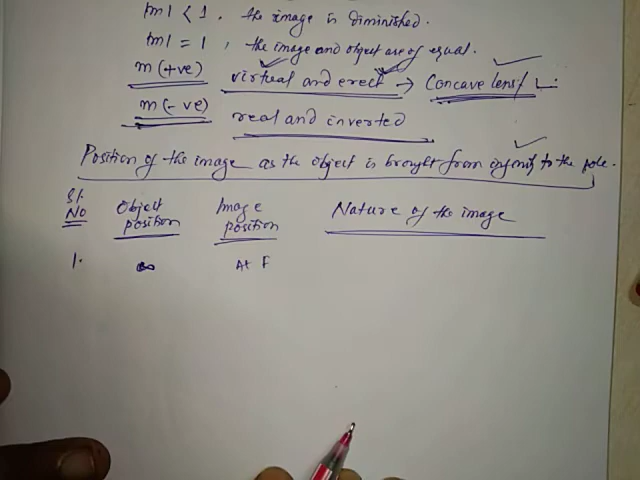 |m| < 1, the image is diminished.
|m| = 1, the image and object are of equal.
m(+ve) virtual and erect → Concave lens/
m(-ve) real and inverted
Position of the image as the object is brought from infinity to the pole.
Sl. No Object position Image position Nature of the image
1. ∞ At F